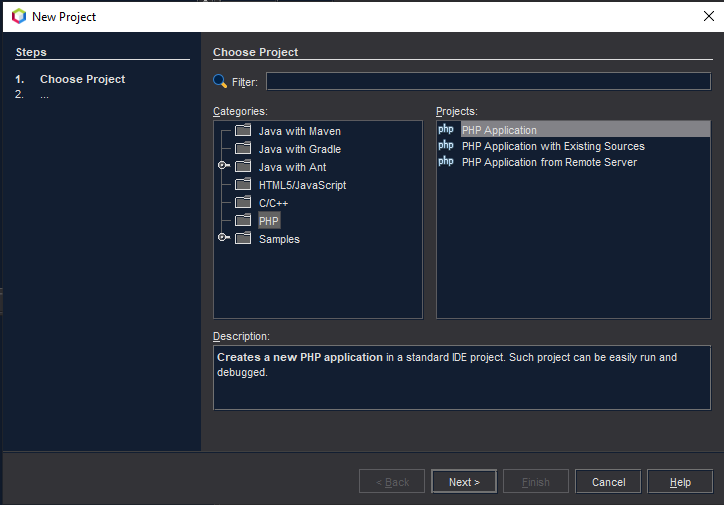 New Project
Steps
1. Choose Project
2. ...
Choose Project
Filter:
Categories:
Java with Maven
Java with Gradle
Java with Ant
HTML5/JavaScript
C/C++
PHP
Samples
Projects:
php PHP Application
php PHP Application with Existing Sources
php PHP Application from Remote Server
Description:
Creates a new PHP application in a standard IDE project. Such project can be easily run and
debugged.
< Back
Next >
Finish
Cancel
Help